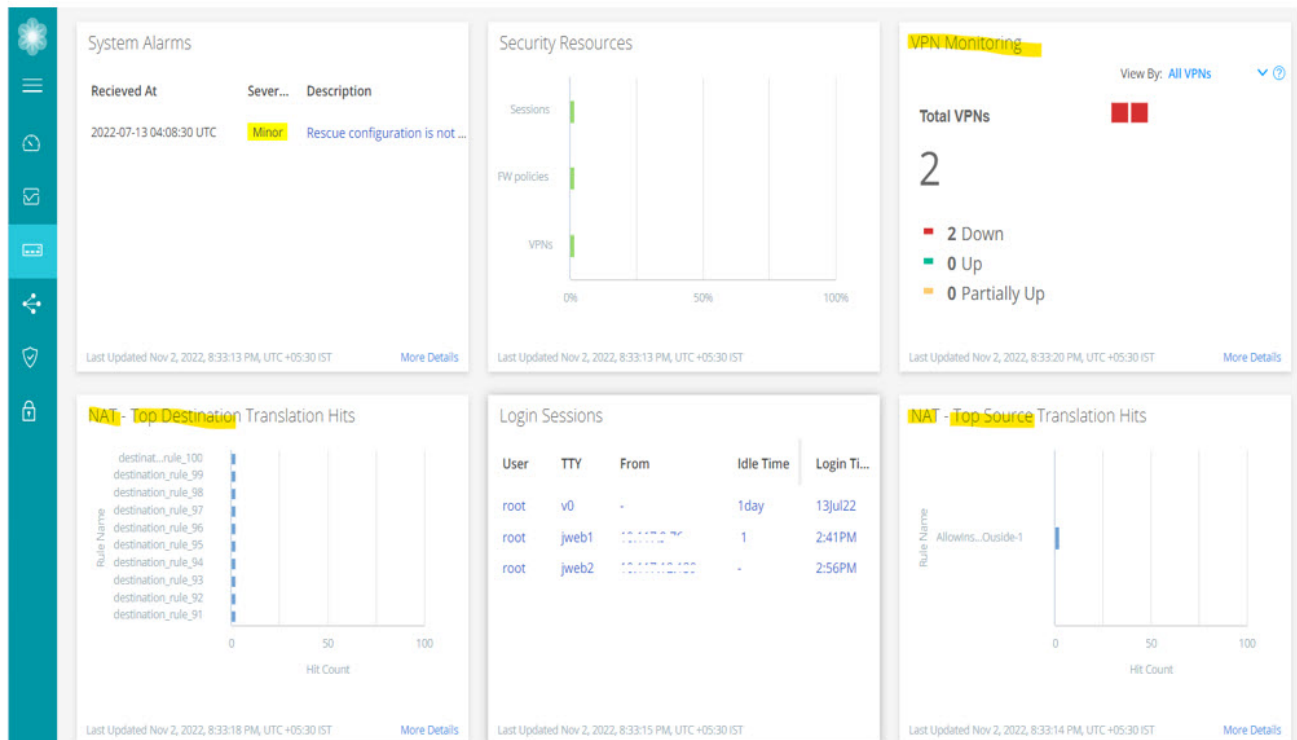 System Alarms
Recieved At Sever... Description
2022-07-13 04:08:30 UTC Minor Rescue configuration is not ...
Last Updated Nov 2, 2022, 8:33:13 PM, UTC +05:30 IST More Details
Security Resources
Sessions
FW policies
VPNs
0% 50% 100%
Last Updated Nov 2, 2022, 8:33:13 PM, UTC +05:30 IST
VPN Monitoring
View By: All VPNs
Total VPNs
2
2 Down
0 Up
0 Partially Up
Last Updated Nov 2, 2022, 8:33:20 PM, UTC +05:30 IST More Details
NAT - Top Destination Translation Hits
Rule Name
destinat...rule_100
destination_rule_99
destination_rule_98
destination_rule_97
destination_rule_96
destination_rule_95
destination_rule_94
destination_rule_93
destination_rule_92
destination_rule_91
0 50 100
Hit Count
Last Updated Nov 2, 2022, 8:33:18 PM, UTC +05:30 IST More Details
Login Sessions
User TTY From Idle Time Login Ti...
root v0 - 1day 13Jul22
root jweb1 1 2:41PM
root jweb2 - 2:56PM
Last Updated Nov 2, 2022, 8:33:15 PM, UTC +05:30 IST
NAT - Top Source Translation Hits
Rule Name
Allowins...Ouside-1
0 50 100
Hit Count
Last Updated Nov 2, 2022, 8:33:14 PM, UTC +05:30 IST More Details